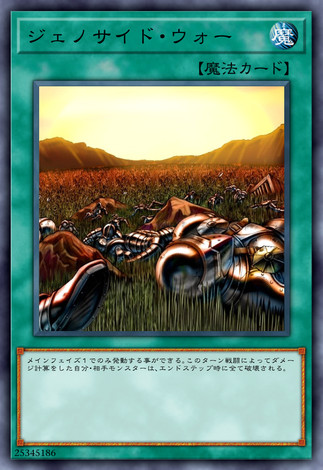 ジェノサイド・ウォー
魔
【魔法カード】
メインフェイズ1でのみ発動する事ができる。このターン戦闘によってダメー
ジ計算をした自分・相手モンスターは、エンドステップ時に全て破壊される。
25345186